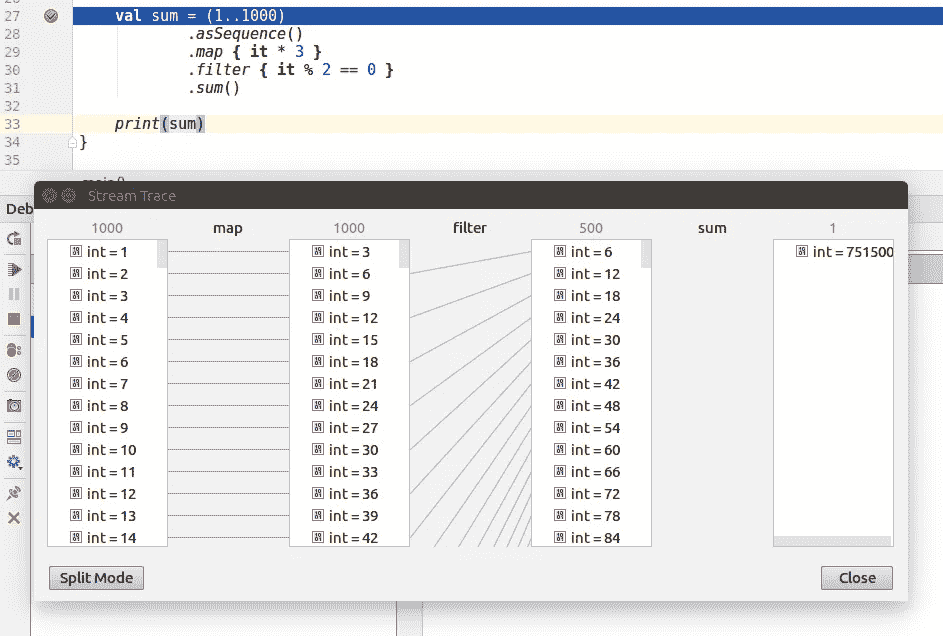 27 val sum = (1..1000)
28 .asSequence()
29 .map { it * 3 }
30 .filter { it % 2 == 0 }
31 .sum()
32
33 print(sum)
34 }
35
Deb
Stream Trace
1000 map 1000 filter 500 sum 1
int = 1 int = 3 int = 6 int = 751500
int = 2 int = 6 int = 12
int = 3 int = 9 int = 18
int = 4 int = 12 int = 24
int = 5 int = 15 int = 30
int = 6 int = 18 int = 36
int = 7 int = 21 int = 42
int = 8 int = 24 int = 48
int = 9 int = 27 int = 54
int = 10 int = 30 int = 60
int = 11 int = 33 int = 66
int = 12 int = 36 int = 72
int = 13 int = 39 int = 78
int = 14 int = 42 int = 84
Split Mode Close